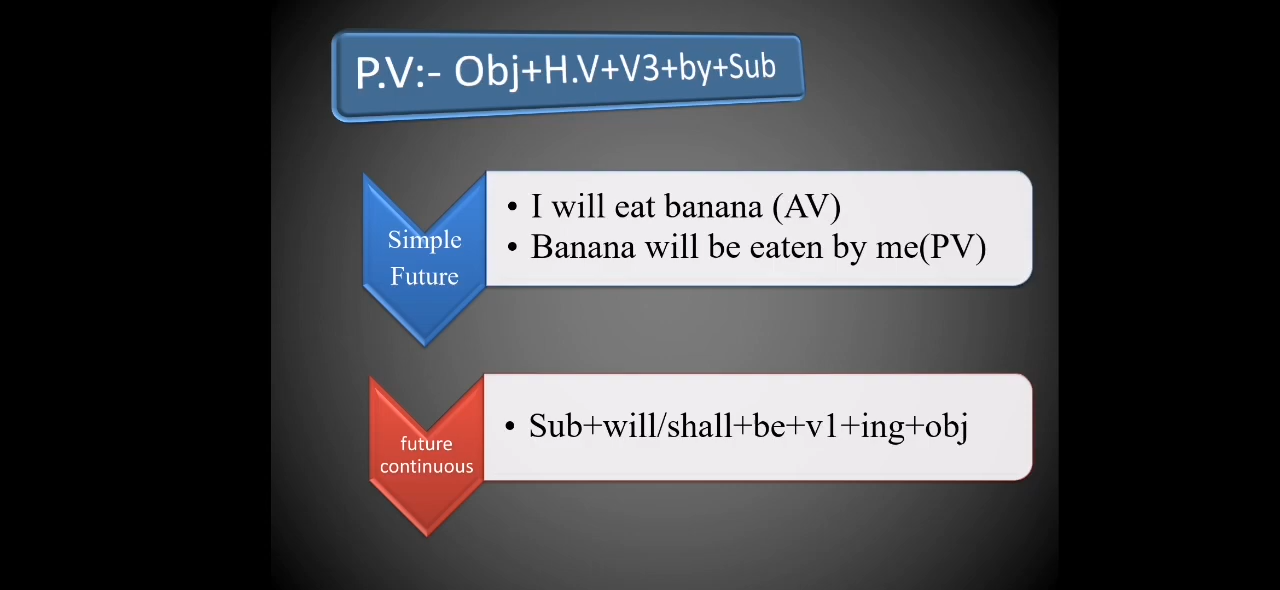 P.V:- Obj+H.V+V3+by+Sub
Simple
Future
• I will eat banana (AV)
• Banana will be eaten by me(PV)
future
continuous
• Sub+will/shall+be+v1+ing+obj